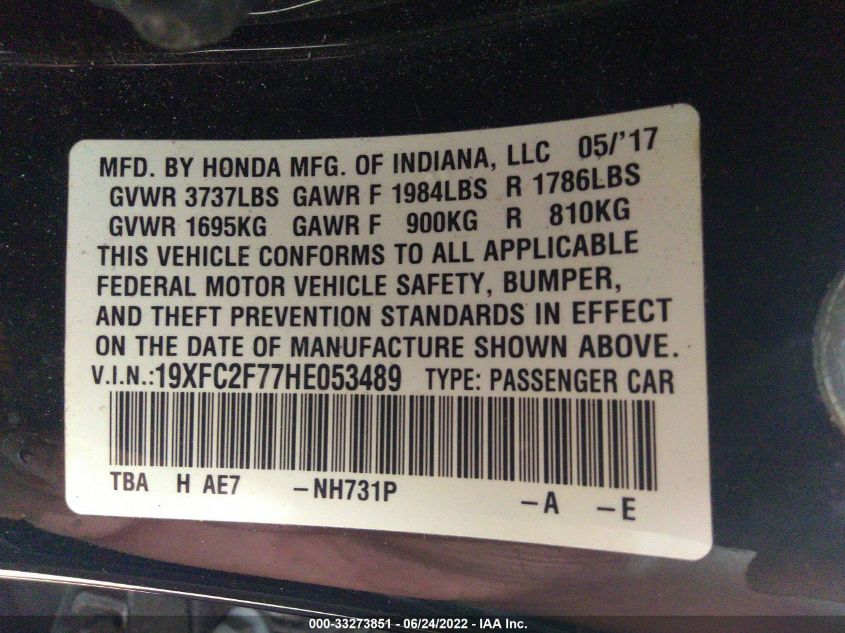 MFD. BY HONDA MFG. OF INDIANA, LLC 05/'17
GVWR 3737LBS GAWR F 1984LBS R 1786LBS
GVWR 1695KG GAWR F 900KG R 810KG
THIS VEHICLE CONFORMS TO ALL APPLICABLE
FEDERAL MOTOR VEHICLE SAFETY, BUMPER,
AND THEFT PREVENTION STANDARDS IN EFFECT
ON THE DATE OF MANUFACTURE SHOWN ABOVE.
V.I.N.:19XFC2F77HE053489 TYPE: PASSENGER CAR
TBA H AE7 –NH731P –A –E
000-33273851 - 06/24/2022 - IAA Inc.